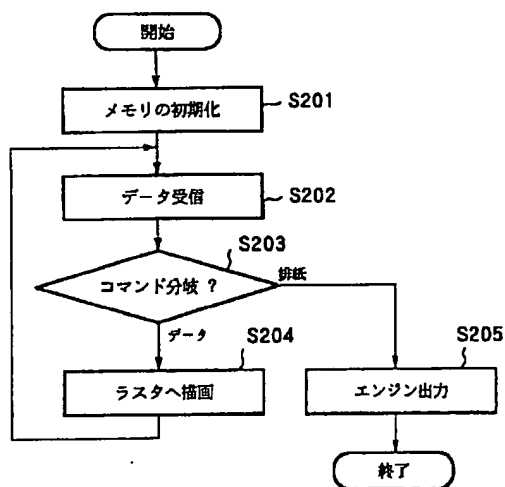 開始
メモリの初期化
S201
データ受信
S202
S203
コマンド分岐 ?
排紙
データ
S204
S205
ラスタへ描画
エンジン出力
終了